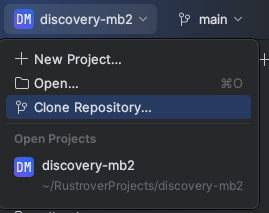 DM discovery-mb2 main
New Project...
Open... ⌘O
Clone Repository...
Open Projects
DM discovery-mb2
~/RustroverProjects/discovery-mb2